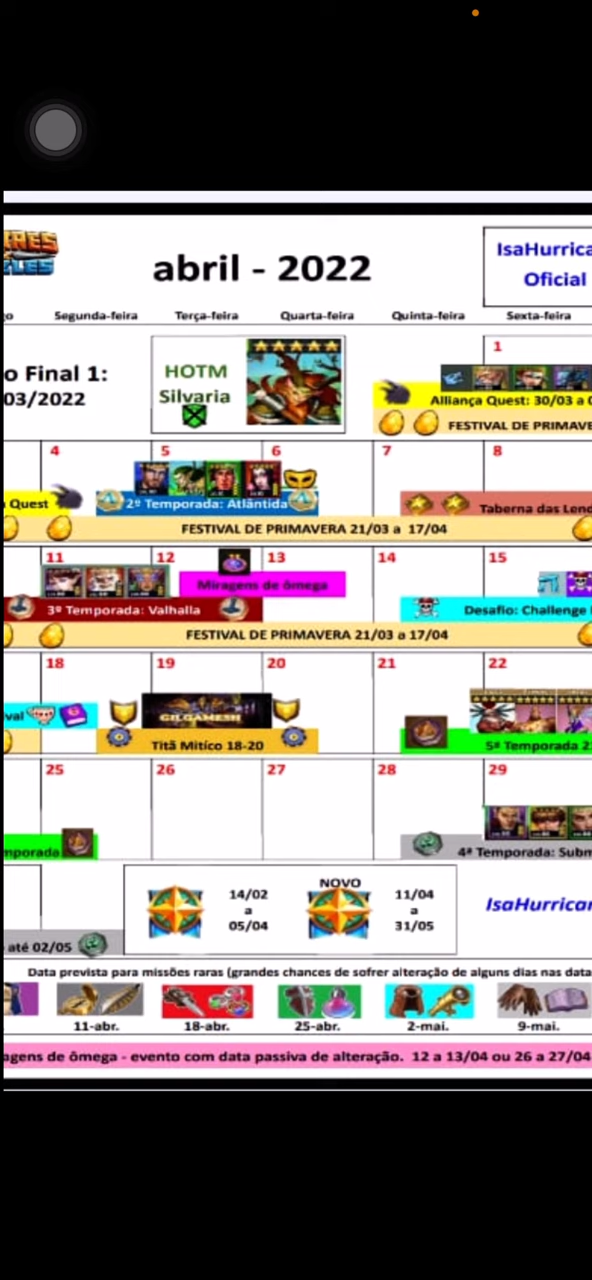 abril - 2022
IsaHurrica
Oficial
Segunda-feira Terça-feira Quarta-feira Quinta-feira Sexta-feira
o Final 1:
03/2022
HOTM
Silvaria
1
Alliança Quest: 30/03 a
FESTIVAL DE PRIMAVE
4 5 6 7 8
Quest
2º Temporada: Atlântida
Taberna das Lend
FESTIVAL DE PRIMAVERA 21/03 a 17/04
11 12 13 14 15
Miragens de ômega
3º Temporada: Valhalla
Desafio: Challenge
FESTIVAL DE PRIMAVERA 21/03 a 17/04
18 19 20 21 22
val
GILGAMESH
Titã Mitíco 18-20
5ª Temporada 2
25 26 27 28 29
mporada
4ª Temporada: Subm
até 02/05
14/02
a
05/04
NOVO
11/04
a
31/05
IsaHurrican
Data prevista para missões raras (grandes chances de sofrer alteração de alguns dias nas data
11-abr. 18-abr. 25-abr. 2-mai. 9-mai.
agens de ômega - evento com data passiva de alteração. 12 a 13/04 ou 26 a 27/04